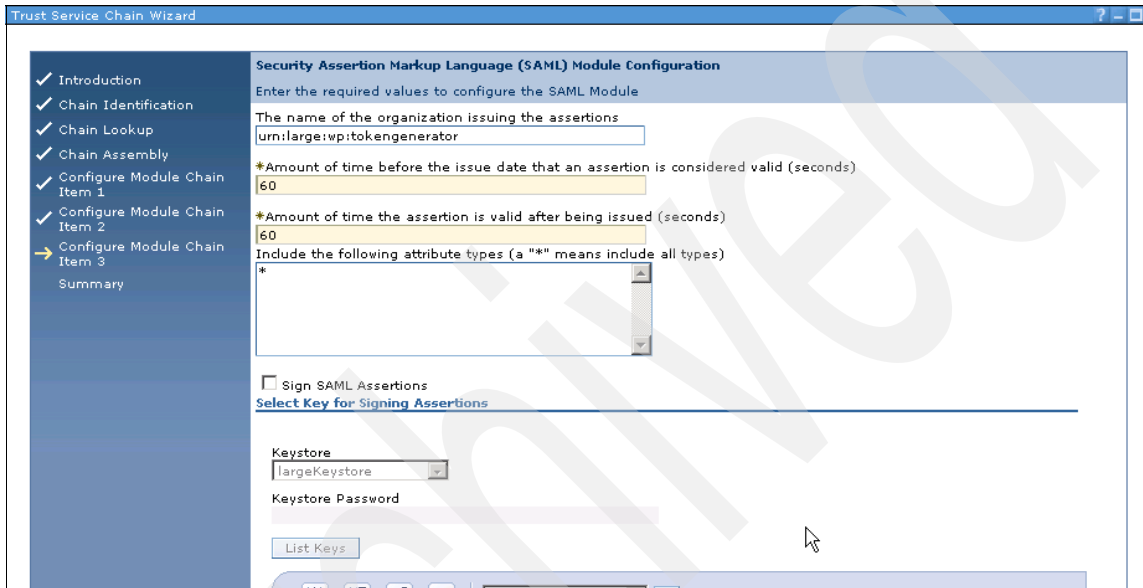 Trust Service Chain Wizard
?
Introduction
Chain Identification
Chain Lookup
Chain Assembly
Configure Module Chain
Item 1
Configure Module Chain
Item 2
Configure Module Chain
Item 3
Summary
Security Assertion Markup Language (SAML) Module Configuration
Enter the required values to configure the SAML Module
The name of the organization issuing the assertions
urn:large:wp:tokengenerator
*Amount of time before the issue date that an assertion is considered valid (seconds)
60
*Amount of time the assertion is valid after being issued (seconds)
60
Include the following attribute types (a "*" means include all types)
*
Sign SAML Assertions
Select Key for Signing Assertions
Keystore
largeKeystore
Keystore Password
List Keys